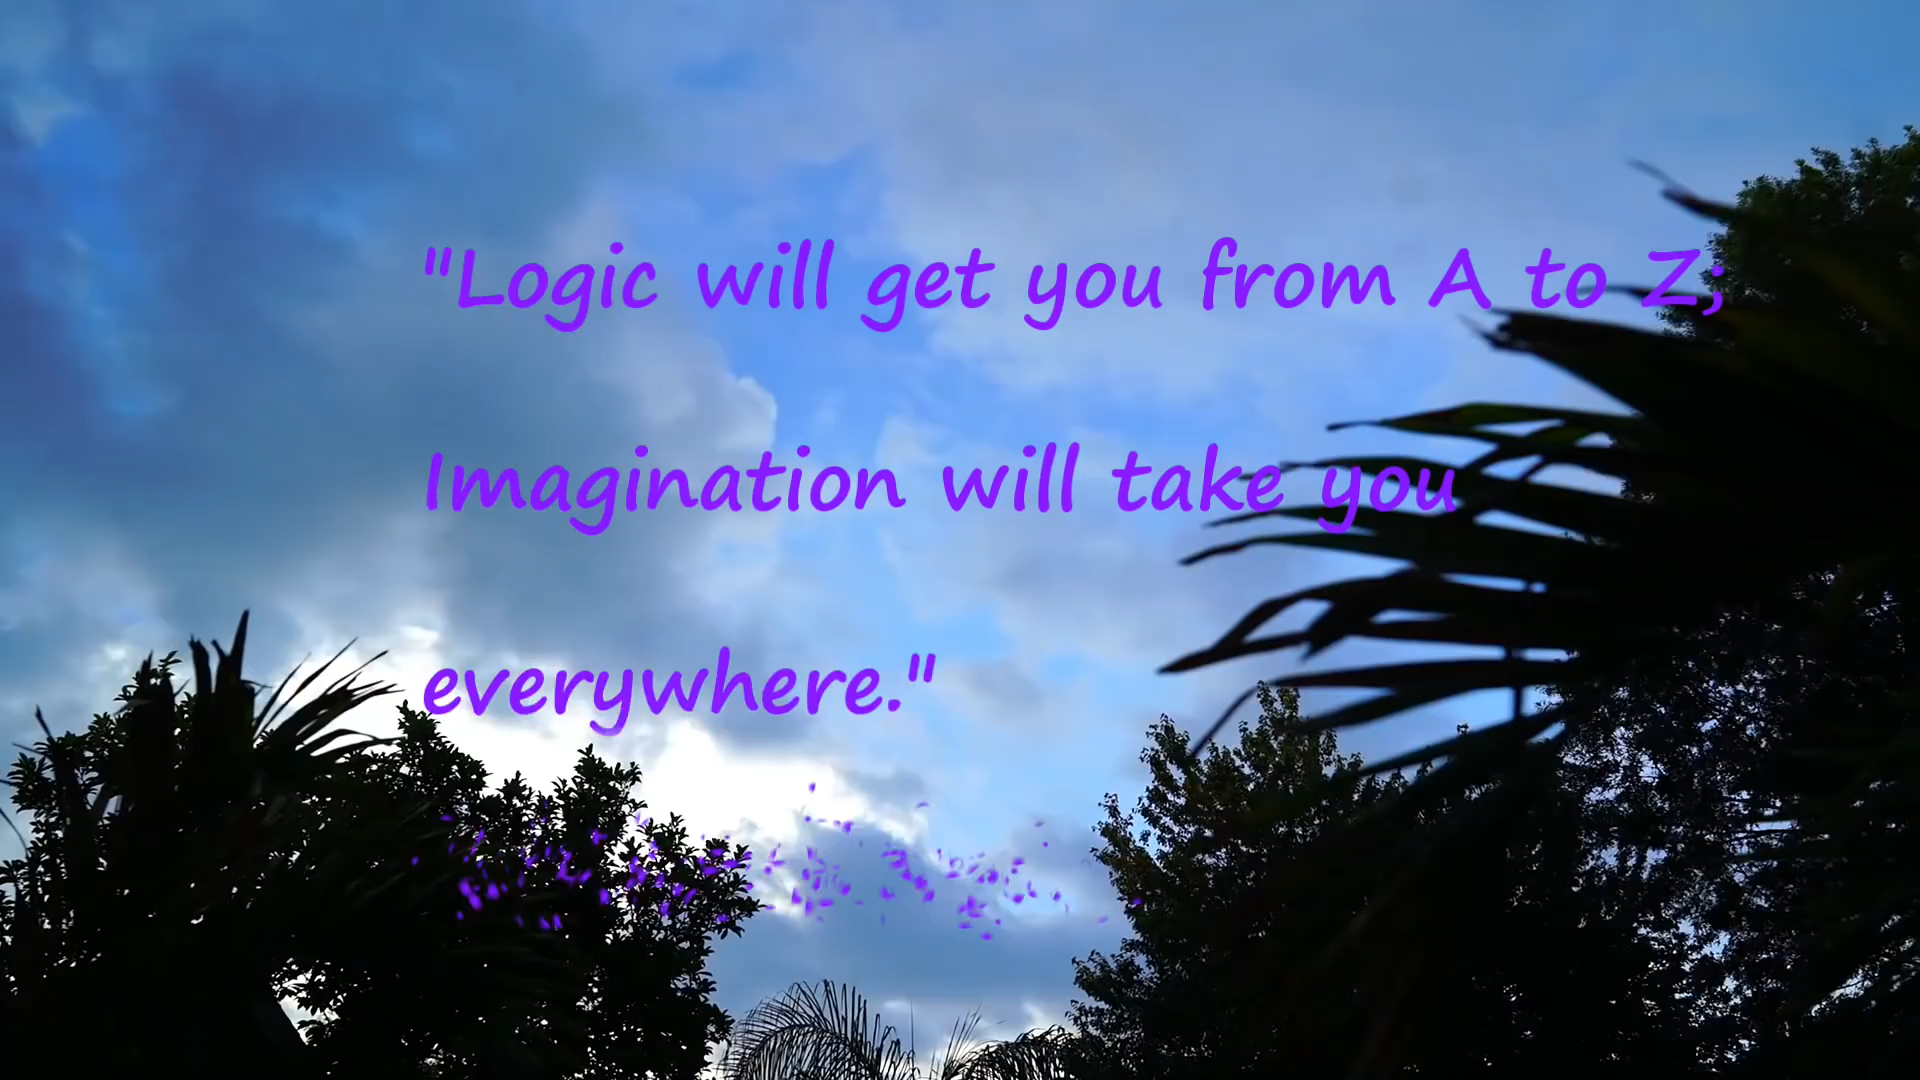 "Logic will get you from A to Z;
Imagination will take you
everywhere."